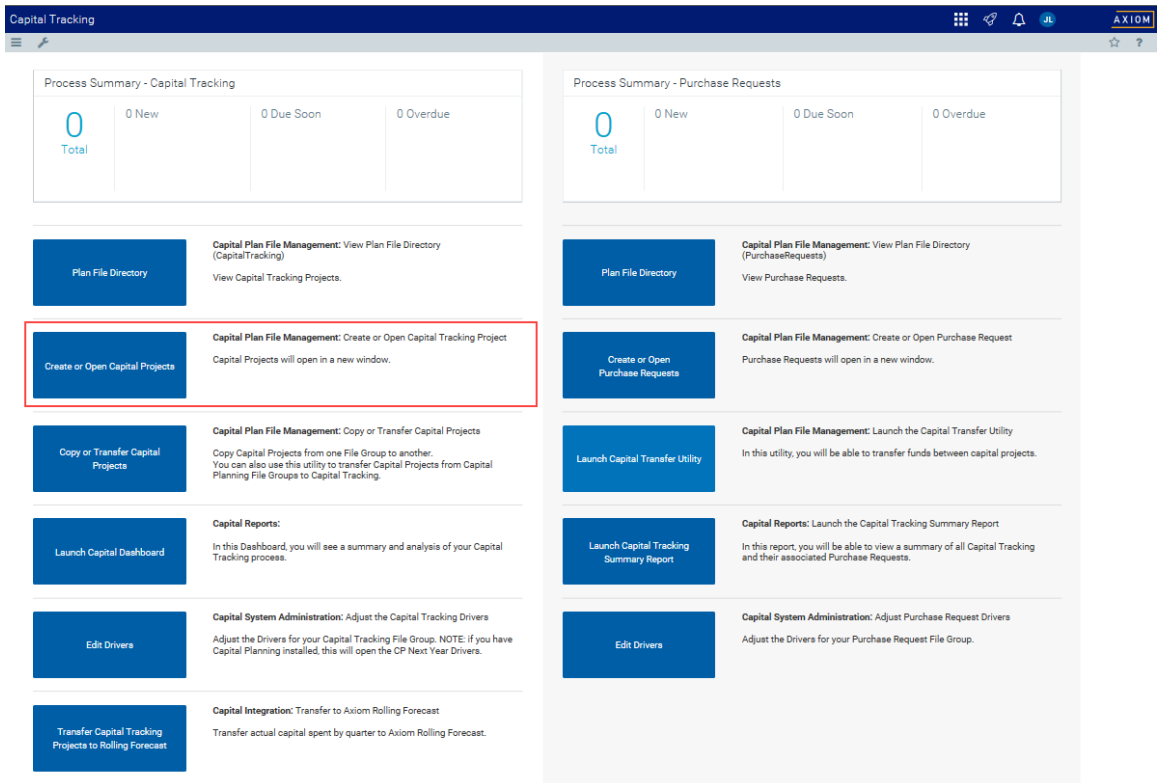 Capital Tracking
JL
AXIOM
?
Process Summary - Capital Tracking
0
Total
0 New
0 Due Soon
0 Overdue
Plan File Directory
Capital Plan File Management: View Plan File Directory
(CapitalTracking)
View Capital Tracking Projects.
Create or Open Capital Projects
Capital Plan File Management: Create or Open Capital Tracking Project
Capital Projects will open in a new window.
Copy or Transfer Capital
Projects
Capital Plan File Management: Copy or Transfer Capital Projects
Copy Capital Projects from one File Group to another.
You can also use this utility to transfer Capital Projects from Capital
Planning File Groups to Capital Tracking.
Launch Capital Dashboard
Capital Reports:
In this Dashboard, you will see a summary and analysis of your Capital
Tracking process.
Edit Drivers
Capital System Administration: Adjust the Capital Tracking Drivers
Adjust the Drivers for your Capital Tracking File Group. NOTE: if you have
Capital Planning installed, this will open the CP Next Year Drivers.
Transfer Capital Tracking
Projects to Rolling Forecast
Capital Integration: Transfer to Axiom Rolling Forecast
Transfer actual capital spent by quarter to Axiom Rolling Forecast.
Process Summary - Purchase Requests
0
Total
0 New
0 Due Soon
0 Overdue
Plan File Directory
Capital Plan File Management: View Plan File Directory
(PurchaseRequests)
View Purchase Requests.
Create or Open
Purchase Requests
Capital Plan File Management: Create or Open Purchase Request
Purchase Requests will open in a new window.
Launch Capital Transfer Utility
Capital Plan File Management: Launch the Capital Transfer Utility
In this utility, you will be able to transfer funds between capital projects.
Launch Capital Tracking
Summary Report
Capital Reports: Launch the Capital Tracking Summary Report
In this report, you will be able to view a summary of all Capital Tracking
and their associated Purchase Requests.
Edit Drivers
Capital System Administration: Adjust Purchase Request Drivers
Adjust the Drivers for your Purchase Request File Group.